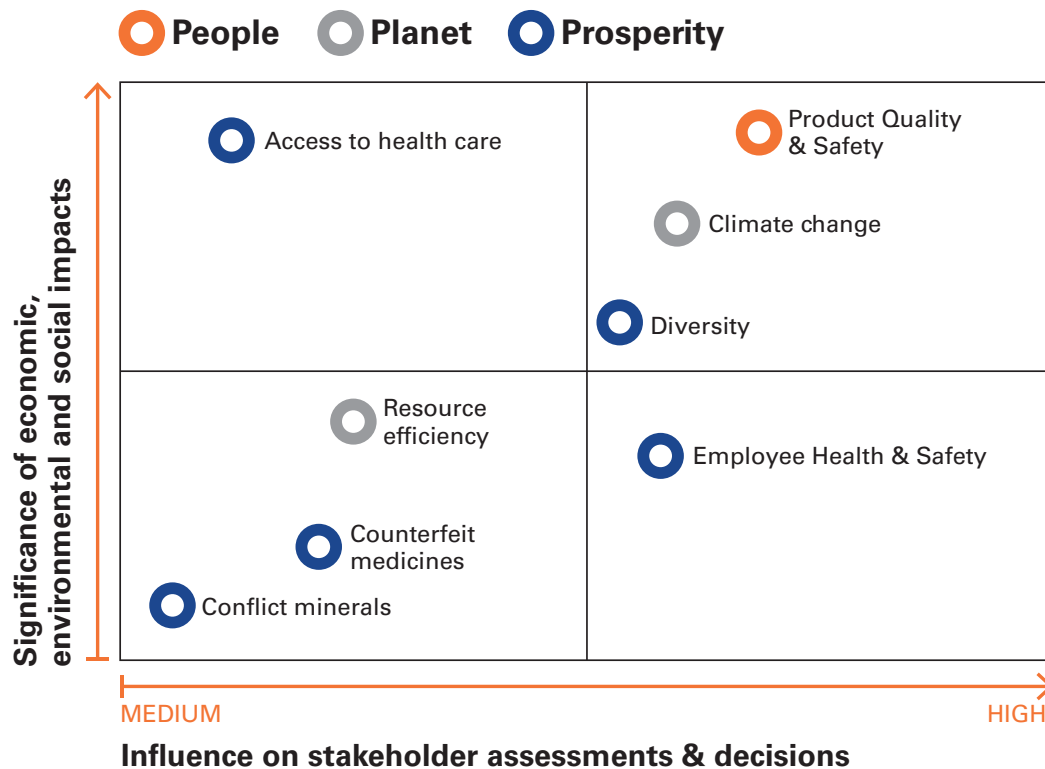 People
Planet
Prosperity
Significance of economic,
environmental and social impacts
Access to health care
Product Quality
& Safety
Climate change
Diversity
Resource
efficiency
Employee Health & Safety
Counterfeit
medicines
Conflict minerals
MEDIUM
HIGH
Influence on stakeholder assessments & decisions